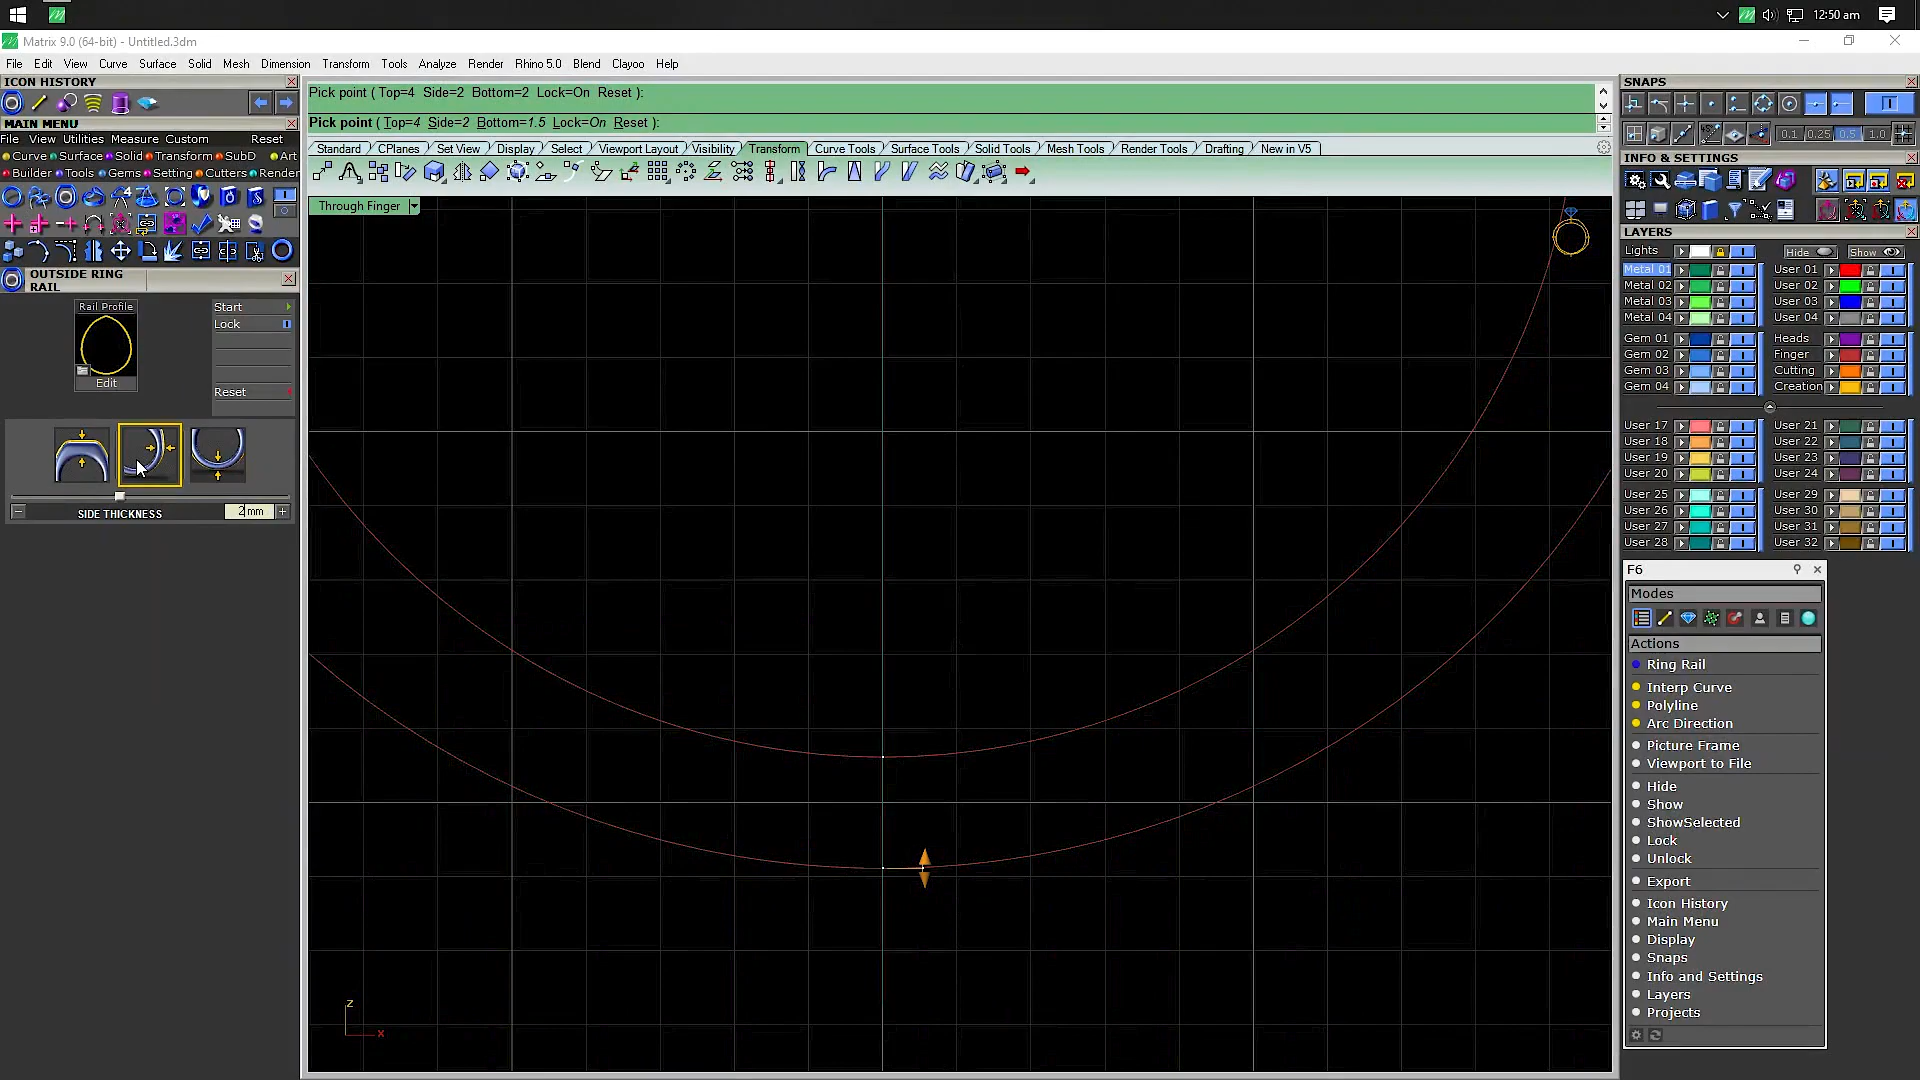 12:50 am
Matrix 9.0 (64-bit) - Untitled.3dm
File Edit View Curve Surface Solid Mesh Dimension Transform Tools Analyze Render Rhino 5.0 Blend Clayoo Help
ICON HISTORY
MAIN MENU
File View Utilities Measure Custom Reset
Curve Surface Solid Transform SubD Art
Builder Tools Gems Setting Cutters Render
OUTSIDE RING RAIL
Rail Profile
Edit
Start
Lock
Reset
SIDE THICKNESS 2 mm
Pick point ( Top=4 Side=2 Bottom=2 Lock=On Reset ):
Pick point ( Top=4 Side=2 Bottom=1.5 Lock=On Reset ):
Standard CPlanes Set View Display Select Viewport Layout Visibility Transform Curve Tools Surface Tools Solid Tools Mesh Tools Render Tools Drafting New in V5
Through Finger
z
x
SNAPS
0.1 0.25 0.5 1.0
INFO & SETTINGS
LAYERS
Lights Hide Show
Metal 01 User 01
Metal 02 User 02
Metal 03 User 03
Metal 04 User 04
Gem 01 Heads
Gem 02 Finger
Gem 03 Cutting
Gem 04 Creation
User 17 User 21
User 18 User 22
User 19 User 23
User 20 User 24
User 25 User 29
User 26 User 30
User 27 User 31
User 28 User 32
F6
Modes
Actions
Ring Rail
Interp Curve
Polyline
Arc Direction
Picture Frame
Viewport to File
Hide
Show
ShowSelected
Lock
Unlock
Export
Icon History
Main Menu
Display
Snaps
Info and Settings
Layers
Projects